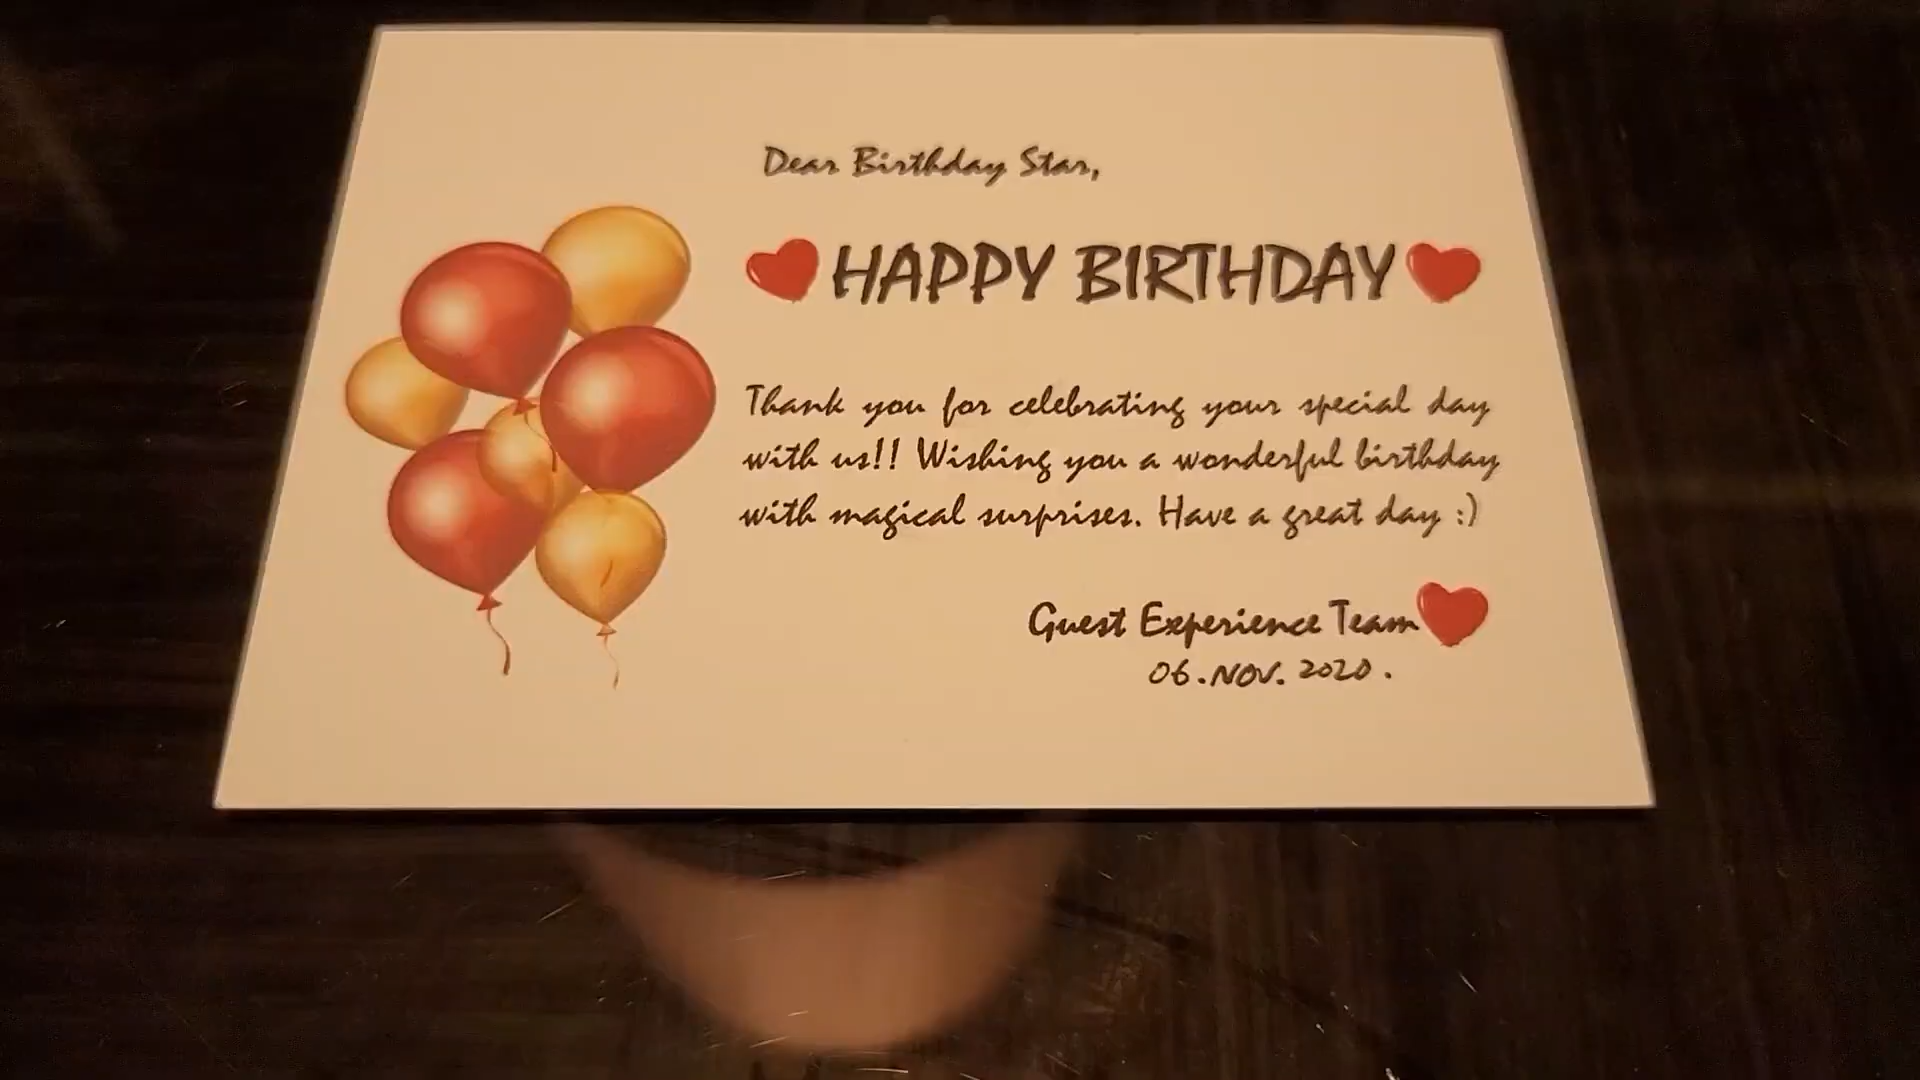 Dear Birthday Star,
HAPPY BIRTHDAY
Thank you for celebrating your special day
with us!! Wishing you a wonderful birthday
with magical surprises. Have a great day :)
Guest Experience Team
06.NOV.2020.